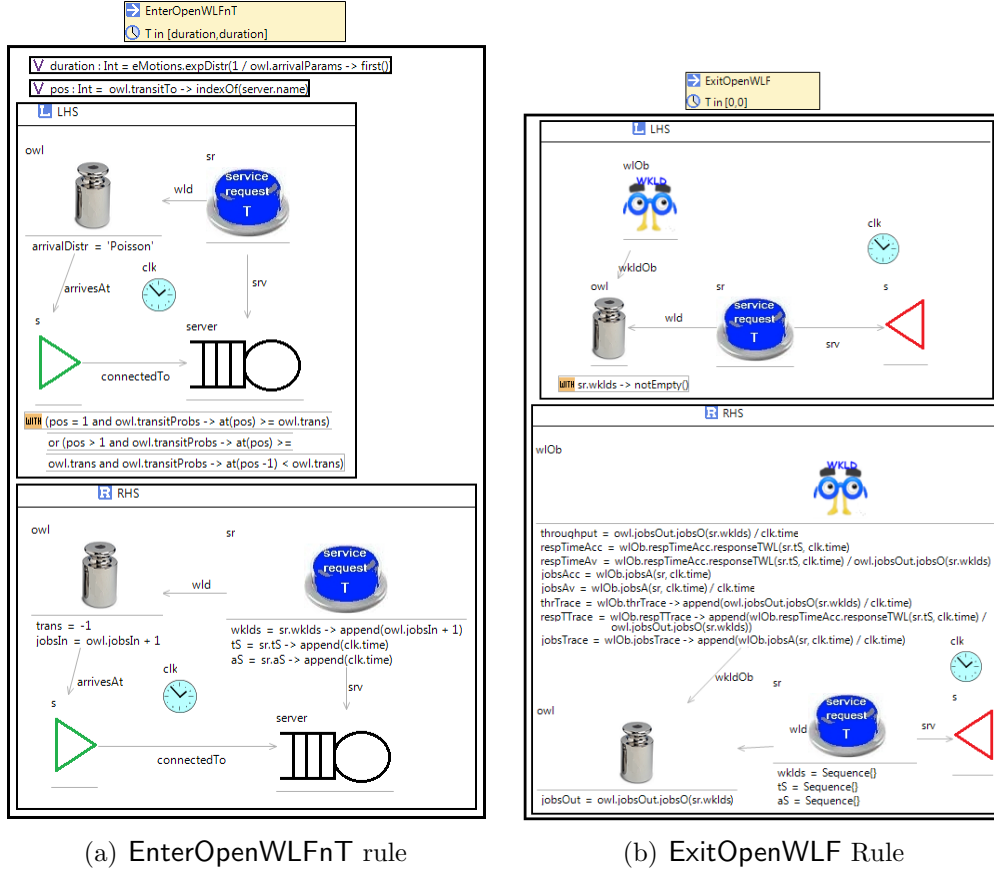 EnterOpenWLFnT
T in [duration,duration]
V duration : Int = eMotions.expDistr(1 / owl.arrivalParams -> first()
V pos : Int = owl.transitTo -> indexOf(server.name)
L LHS
owl
sr
service
request
T
wld
arrivalDistr = 'Poisson'
clk
arrivesAt
srv
s
server
connectedTo
WITH (pos = 1 and owl.transitProbs -> at(pos) >= owl.trans)
or (pos > 1 and owl.transitProbs -> at(pos) >=
owl.trans and owl.transitProbs -> at(pos -1) < owl.trans)
R RHS
owl
sr
service
request
T
wld
trans = -1
jobsIn = owl.jobsIn + 1
wklds = sr.wklds -> append(owl.jobsIn + 1)
tS = sr.tS -> append(clk.time)
aS = sr.aS -> append(clk.time)
arrivesAt
clk
srv
s
server
connectedTo
(a) EnterOpenWLFnT rule
ExitOpenWLF
T in [0,0]
L LHS
wlOb
WKLD
clk
wkldOb
owl
sr
s
service
request
T
wld
srv
WITH sr.wklds -> notEmpty()
R RHS
wlOb
WKLD
throughput = owl.jobsOut.jobsO(sr.wklds) / clk.time
respTimeAcc = wlOb.respTimeAcc.responseTWL(sr.tS, clk.time)
respTimeAv = wlOb.respTimeAcc.responseTWL(sr.tS, clk.time) / owl.jobsOut.jobsO(sr.wklds)
jobsAcc = wlOb.jobsA(sr, clk.time)
jobsAv = wlOb.jobsA(sr, clk.time) / clk.time
thrTrace = wlOb.thrTrace -> append(owl.jobsOut.jobsO(sr.wklds) / clk.time)
respTTrace = wlOb.respTTrace -> append(wlOb.respTimeAcc.responseTWL(sr.tS, clk.time) /
owl.jobsOut.jobsO(sr.wklds))
jobsTrace = wlOb.jobsTrace -> append(wlOb.jobsA(sr, clk.time) / clk.time)
clk
wkldOb
sr
s
owl
service
request
T
wld
srv
wklds = Sequence{}
tS = Sequence{}
aS = Sequence{}
jobsOut = owl.jobsOut.jobsO(sr.wklds)
(b) ExitOpenWLF Rule